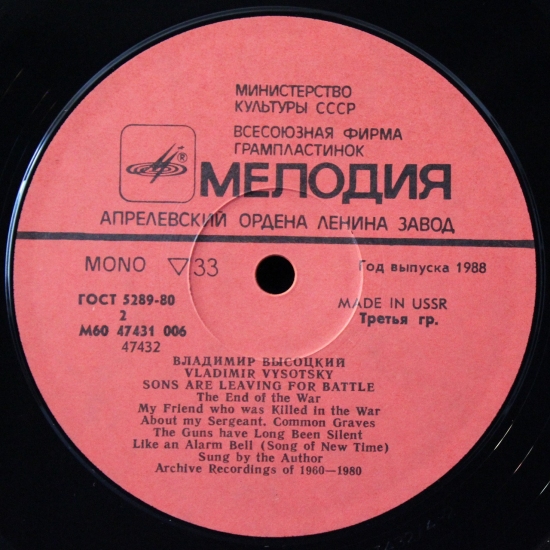 МИНИСТЕРСТВО
КУЛЬТУРЫ СССР
ВСЕСОЮЗНАЯ ФИРМА
ГРАМПЛАСТИНОК
®
МЕЛОДИЯ
АПРЕЛЕВСКИЙ ОРДЕНА ЛЕНИНА ЗАВОД
MONO ▽33
Год выпуска 1988
ГОСТ 5289-80
2
М60 47431 006
47432
MADE IN USSR
Третья гр.
ВЛАДИМИР ВЫСОЦКИЙ
VLADIMIR VYSOTSKY
SONS ARE LEAVING FOR BATTLE
The End of the War
My Friend who was Killed in the War
About my Sergeant. Common Graves
The Guns have Long Been Silent
Like an Alarm Bell (Song of New Time)
Sung by the Author
Archive Recordings of 1960—1980